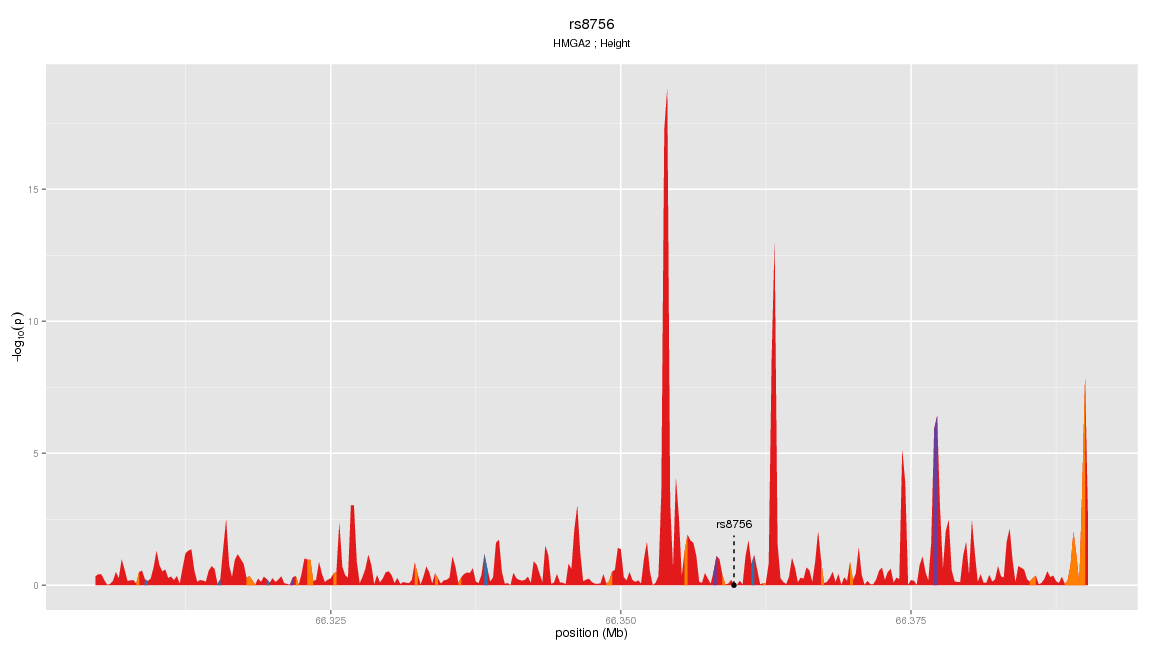 rs8756
HMGA2 ; Height
−log10(p)
15
10
5
0
rs8756
66.325
66.350
66.375
position (Mb)